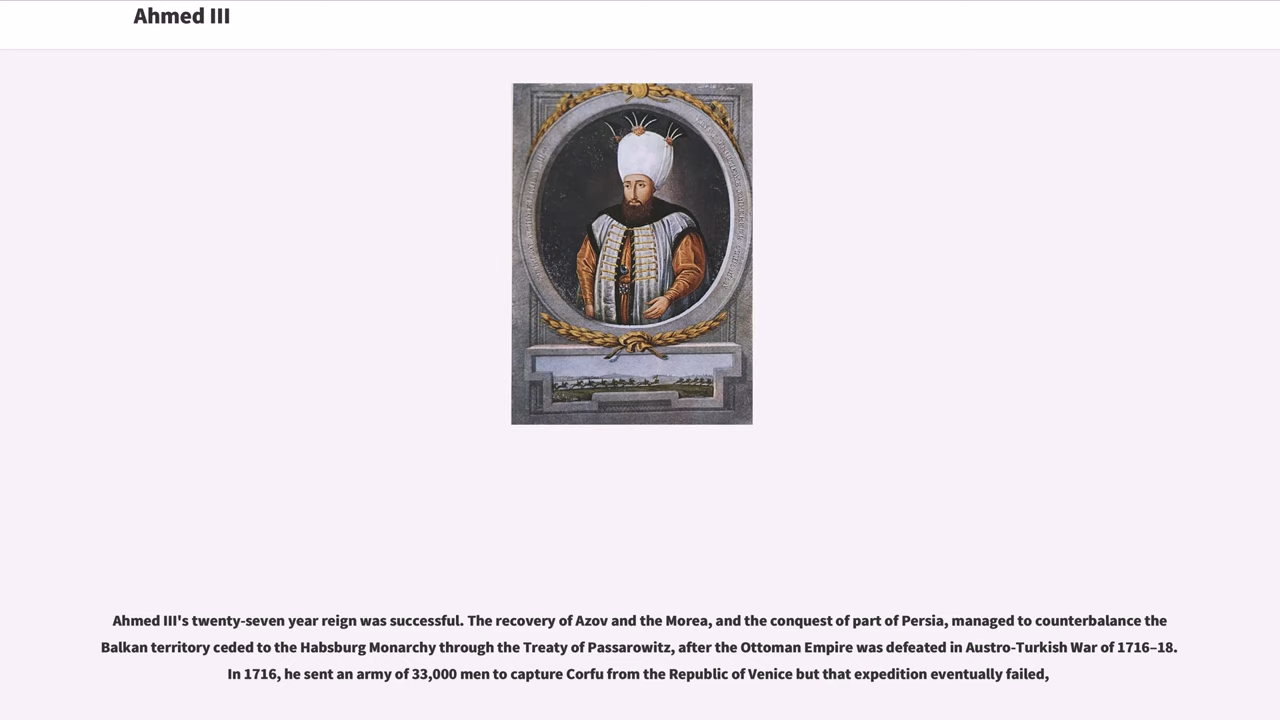 Ahmed III
Ahmed III's twenty-seven year reign was successful. The recovery of Azov and the Morea, and the conquest of part of Persia, managed to counterbalance the
Balkan territory ceded to the Habsburg Monarchy through the Treaty of Passarowitz, after the Ottoman Empire was defeated in Austro-Turkish War of 1716–18.
In 1716, he sent an army of 33,000 men to capture Corfu from the Republic of Venice but that expedition eventually failed,